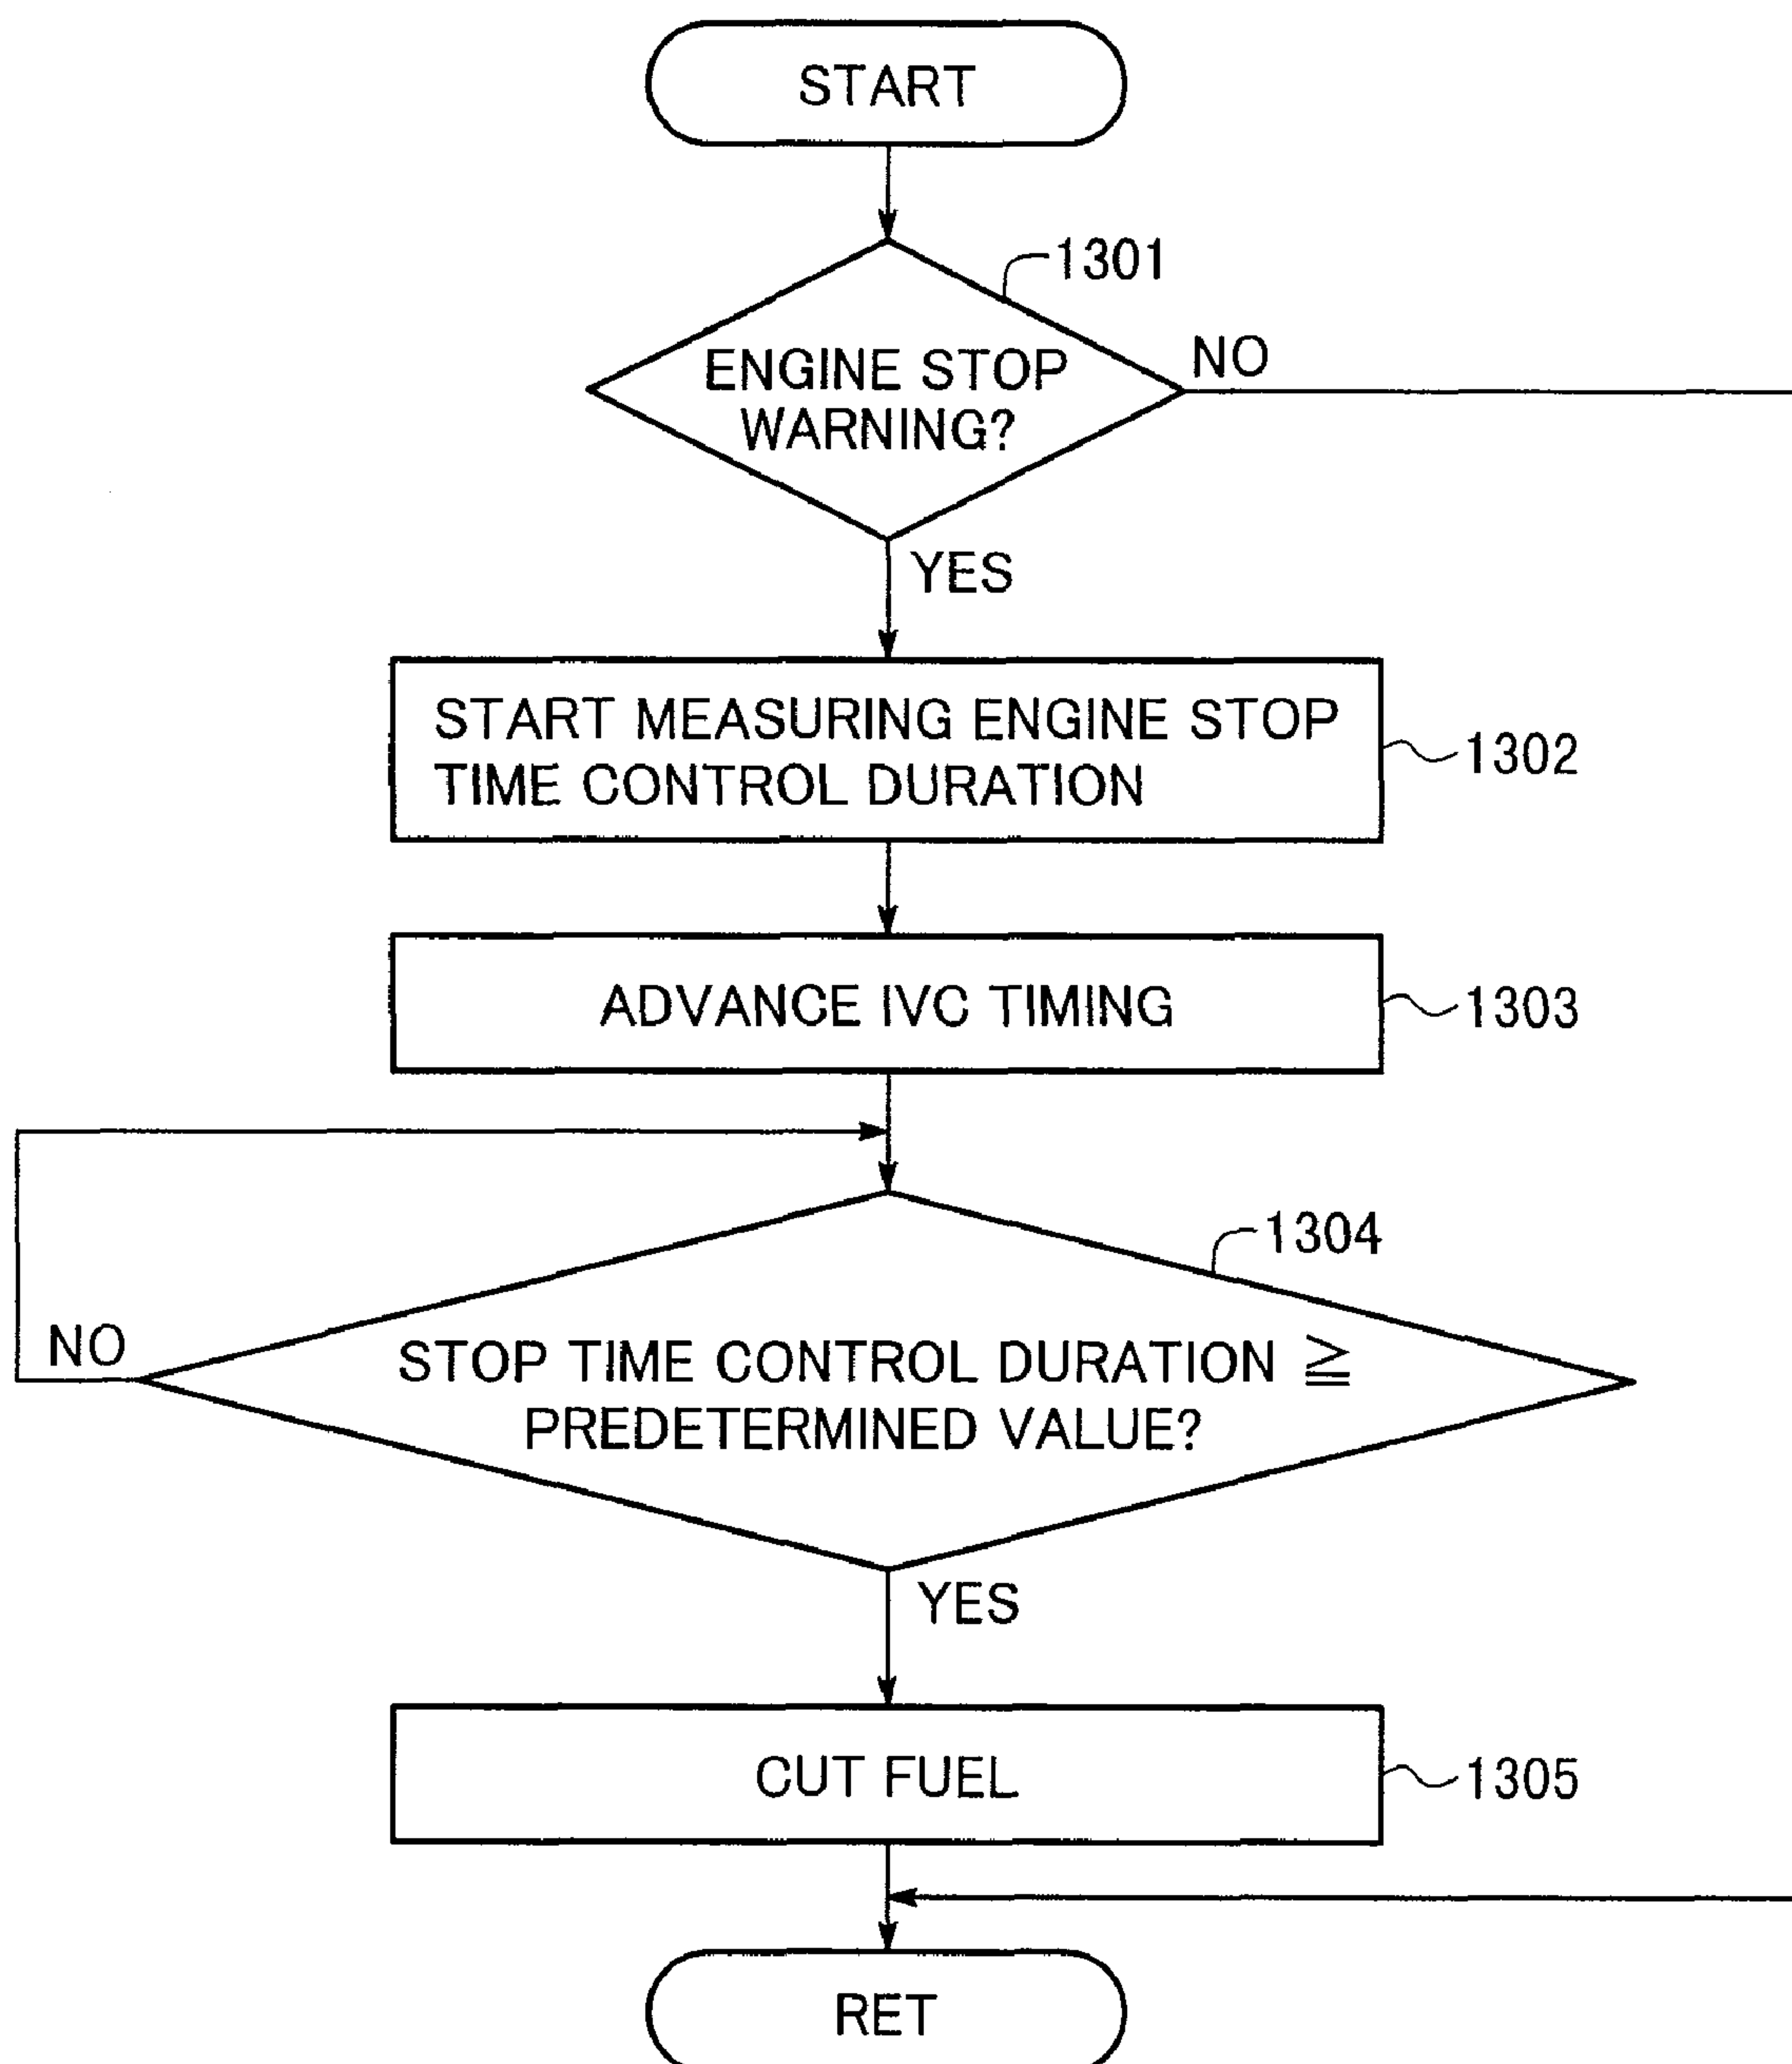 START
1301
ENGINE STOP
WARNING?
NO
YES
START MEASURING ENGINE STOP
TIME CONTROL DURATION
1302
ADVANCE IVC TIMING
1303
1304
NO
STOP TIME CONTROL DURATION ≧
PREDETERMINED VALUE?
YES
CUT FUEL
1305
RET